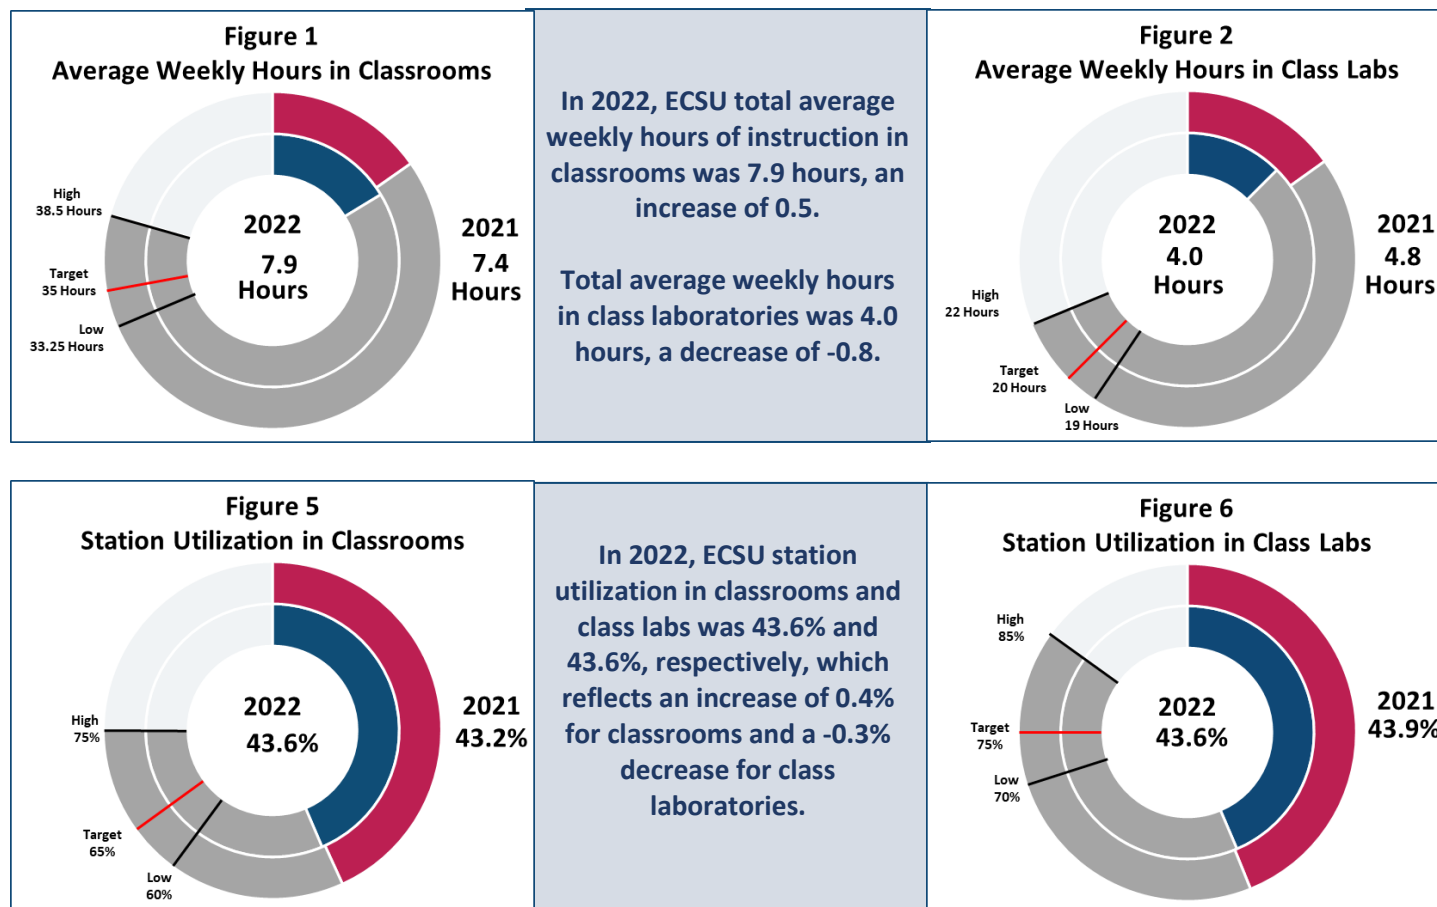 Figure 1
Average Weekly Hours in Classrooms
High
38.5 Hours
Target
35 Hours
Low
33.25 Hours
2022
7.9
Hours
2021
7.4
Hours
In 2022, ECSU total average
weekly hours of instruction in
classrooms was 7.9 hours, an
increase of 0.5.
Total average weekly hours
in class laboratories was 4.0
hours, a decrease of -0.8.
Figure 2
Average Weekly Hours in Class Labs
High
22 Hours
Target
20 Hours
Low
19 Hours
2022
4.0
Hours
2021
4.8
Hours
Figure 5
Station Utilization in Classrooms
High
75%
Target
65%
Low
60%
2022
43.6%
2021
43.2%
In 2022, ECSU station
utilization in classrooms and
class labs was 43.6% and
43.6%, respectively, which
reflects an increase of 0.4%
for classrooms and a -0.3%
decrease for class
laboratories.
Figure 6
Station Utilization in Class Labs
High
85%
Target
75%
Low
70%
2022
43.6%
2021
43.9%